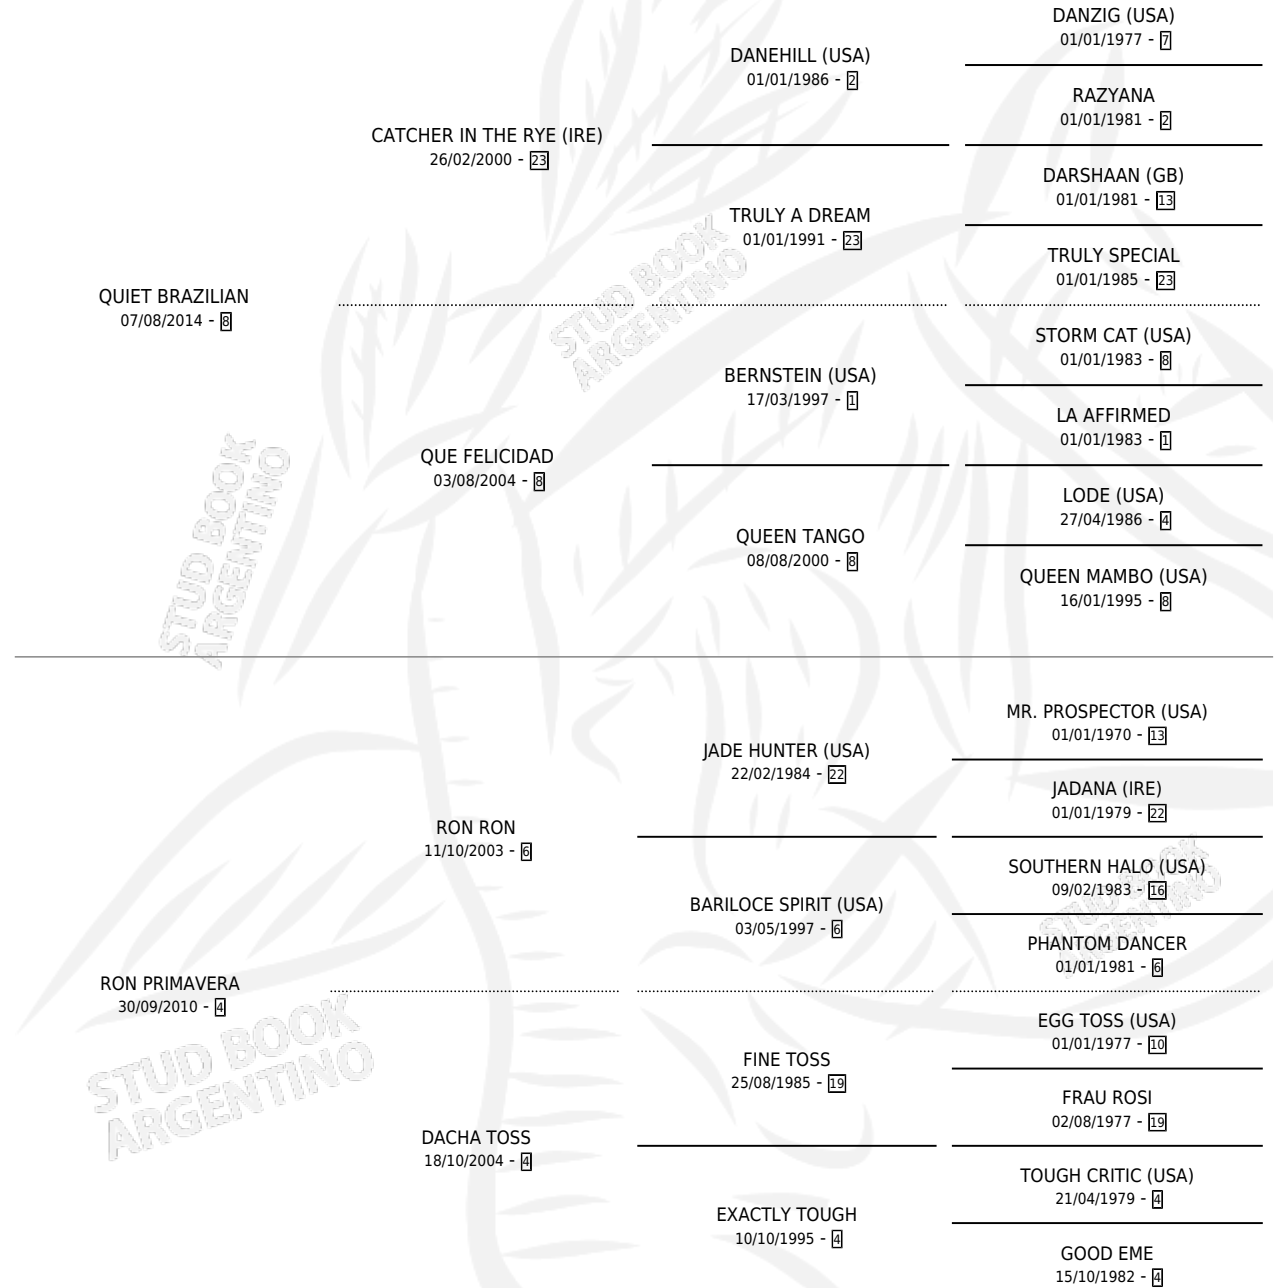 DANZIG (USA)
01/01/1977 - 7
DANEHILL (USA)
01/01/1986 - 2
RAZYANA
01/01/1981 - 2
CATCHER IN THE RYE (IRE)
26/02/2000 - 23
DARSHAAN (GB)
01/01/1981 - 13
TRULY A DREAM
01/01/1991 - 23
TRULY SPECIAL
01/01/1985 - 23
QUIET BRAZILIAN
07/08/2014 - 8
STUD BOOK
ARGENTINO
STORM CAT (USA)
01/01/1983 - 8
BERNSTEIN (USA)
17/03/1997 - 1
LA AFFIRMED
01/01/1983 - 1
QUE FELICIDAD
03/08/2004 - 8
LODE (USA)
27/04/1986 - 4
QUEEN TANGO
08/08/2000 - 8
QUEEN MAMBO (USA)
16/01/1995 - 8
STUD BOOK
ARGENTINO
MR. PROSPECTOR (USA)
01/01/1970 - 13
JADE HUNTER (USA)
22/02/1984 - 22
JADANA (IRE)
01/01/1979 - 22
RON RON
11/10/2003 - 6
SOUTHERN HALO (USA)
09/02/1983 - 16
BARILOCE SPIRIT (USA)
03/05/1997 - 6
PHANTOM DANCER
01/01/1981 - 6
STUD BOOK
ARGENTINO
RON PRIMAVERA
30/09/2010 - 4
STUD BOOK
ARGENTINO
EGG TOSS (USA)
01/01/1977 - 10
FINE TOSS
25/08/1985 - 19
FRAU ROSI
02/08/1977 - 19
DACHA TOSS
18/10/2004 - 4
TOUGH CRITIC (USA)
21/04/1979 - 4
EXACTLY TOUGH
10/10/1995 - 4
GOOD EME
15/10/1982 - 4